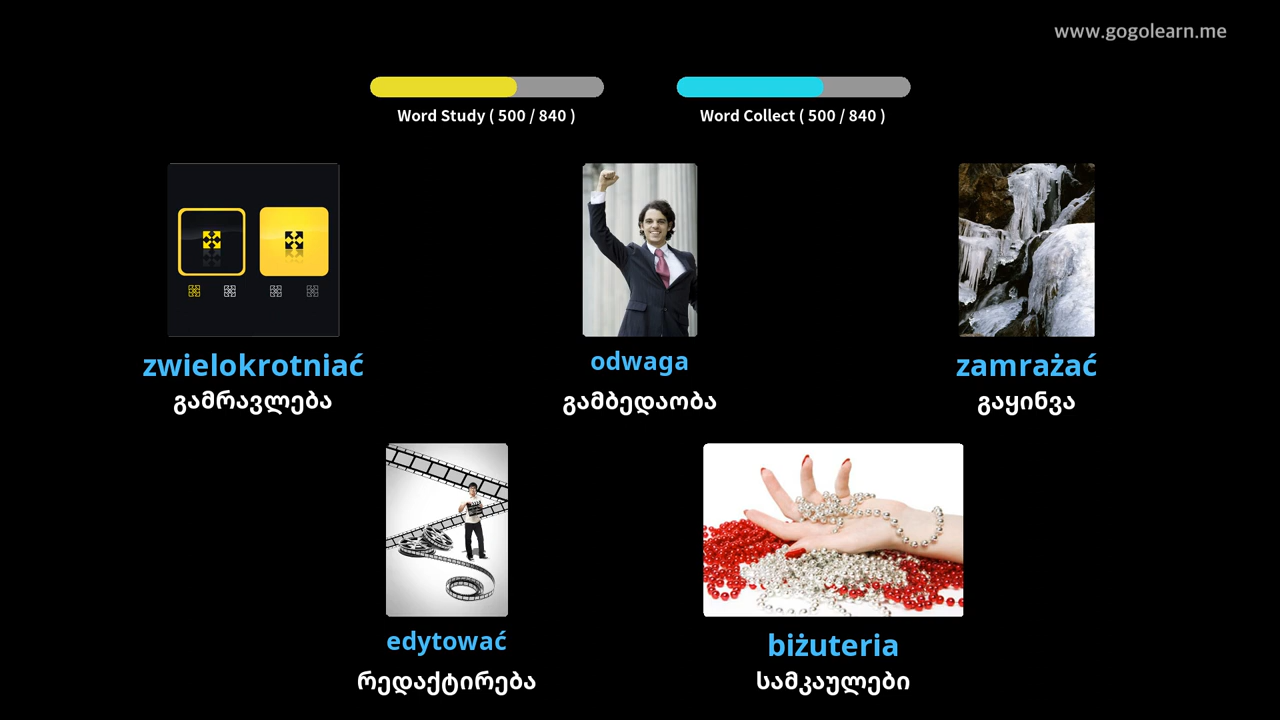 www.gogolearn.me
Word Study ( 500 / 840 )
Word Collect ( 500 / 840 )
zwielokrotniać
გამრავლება
odwaga
გამბედაობა
zamrażać
გაყინვა
edytować
რედაქტირება
biżuteria
სამკაულები